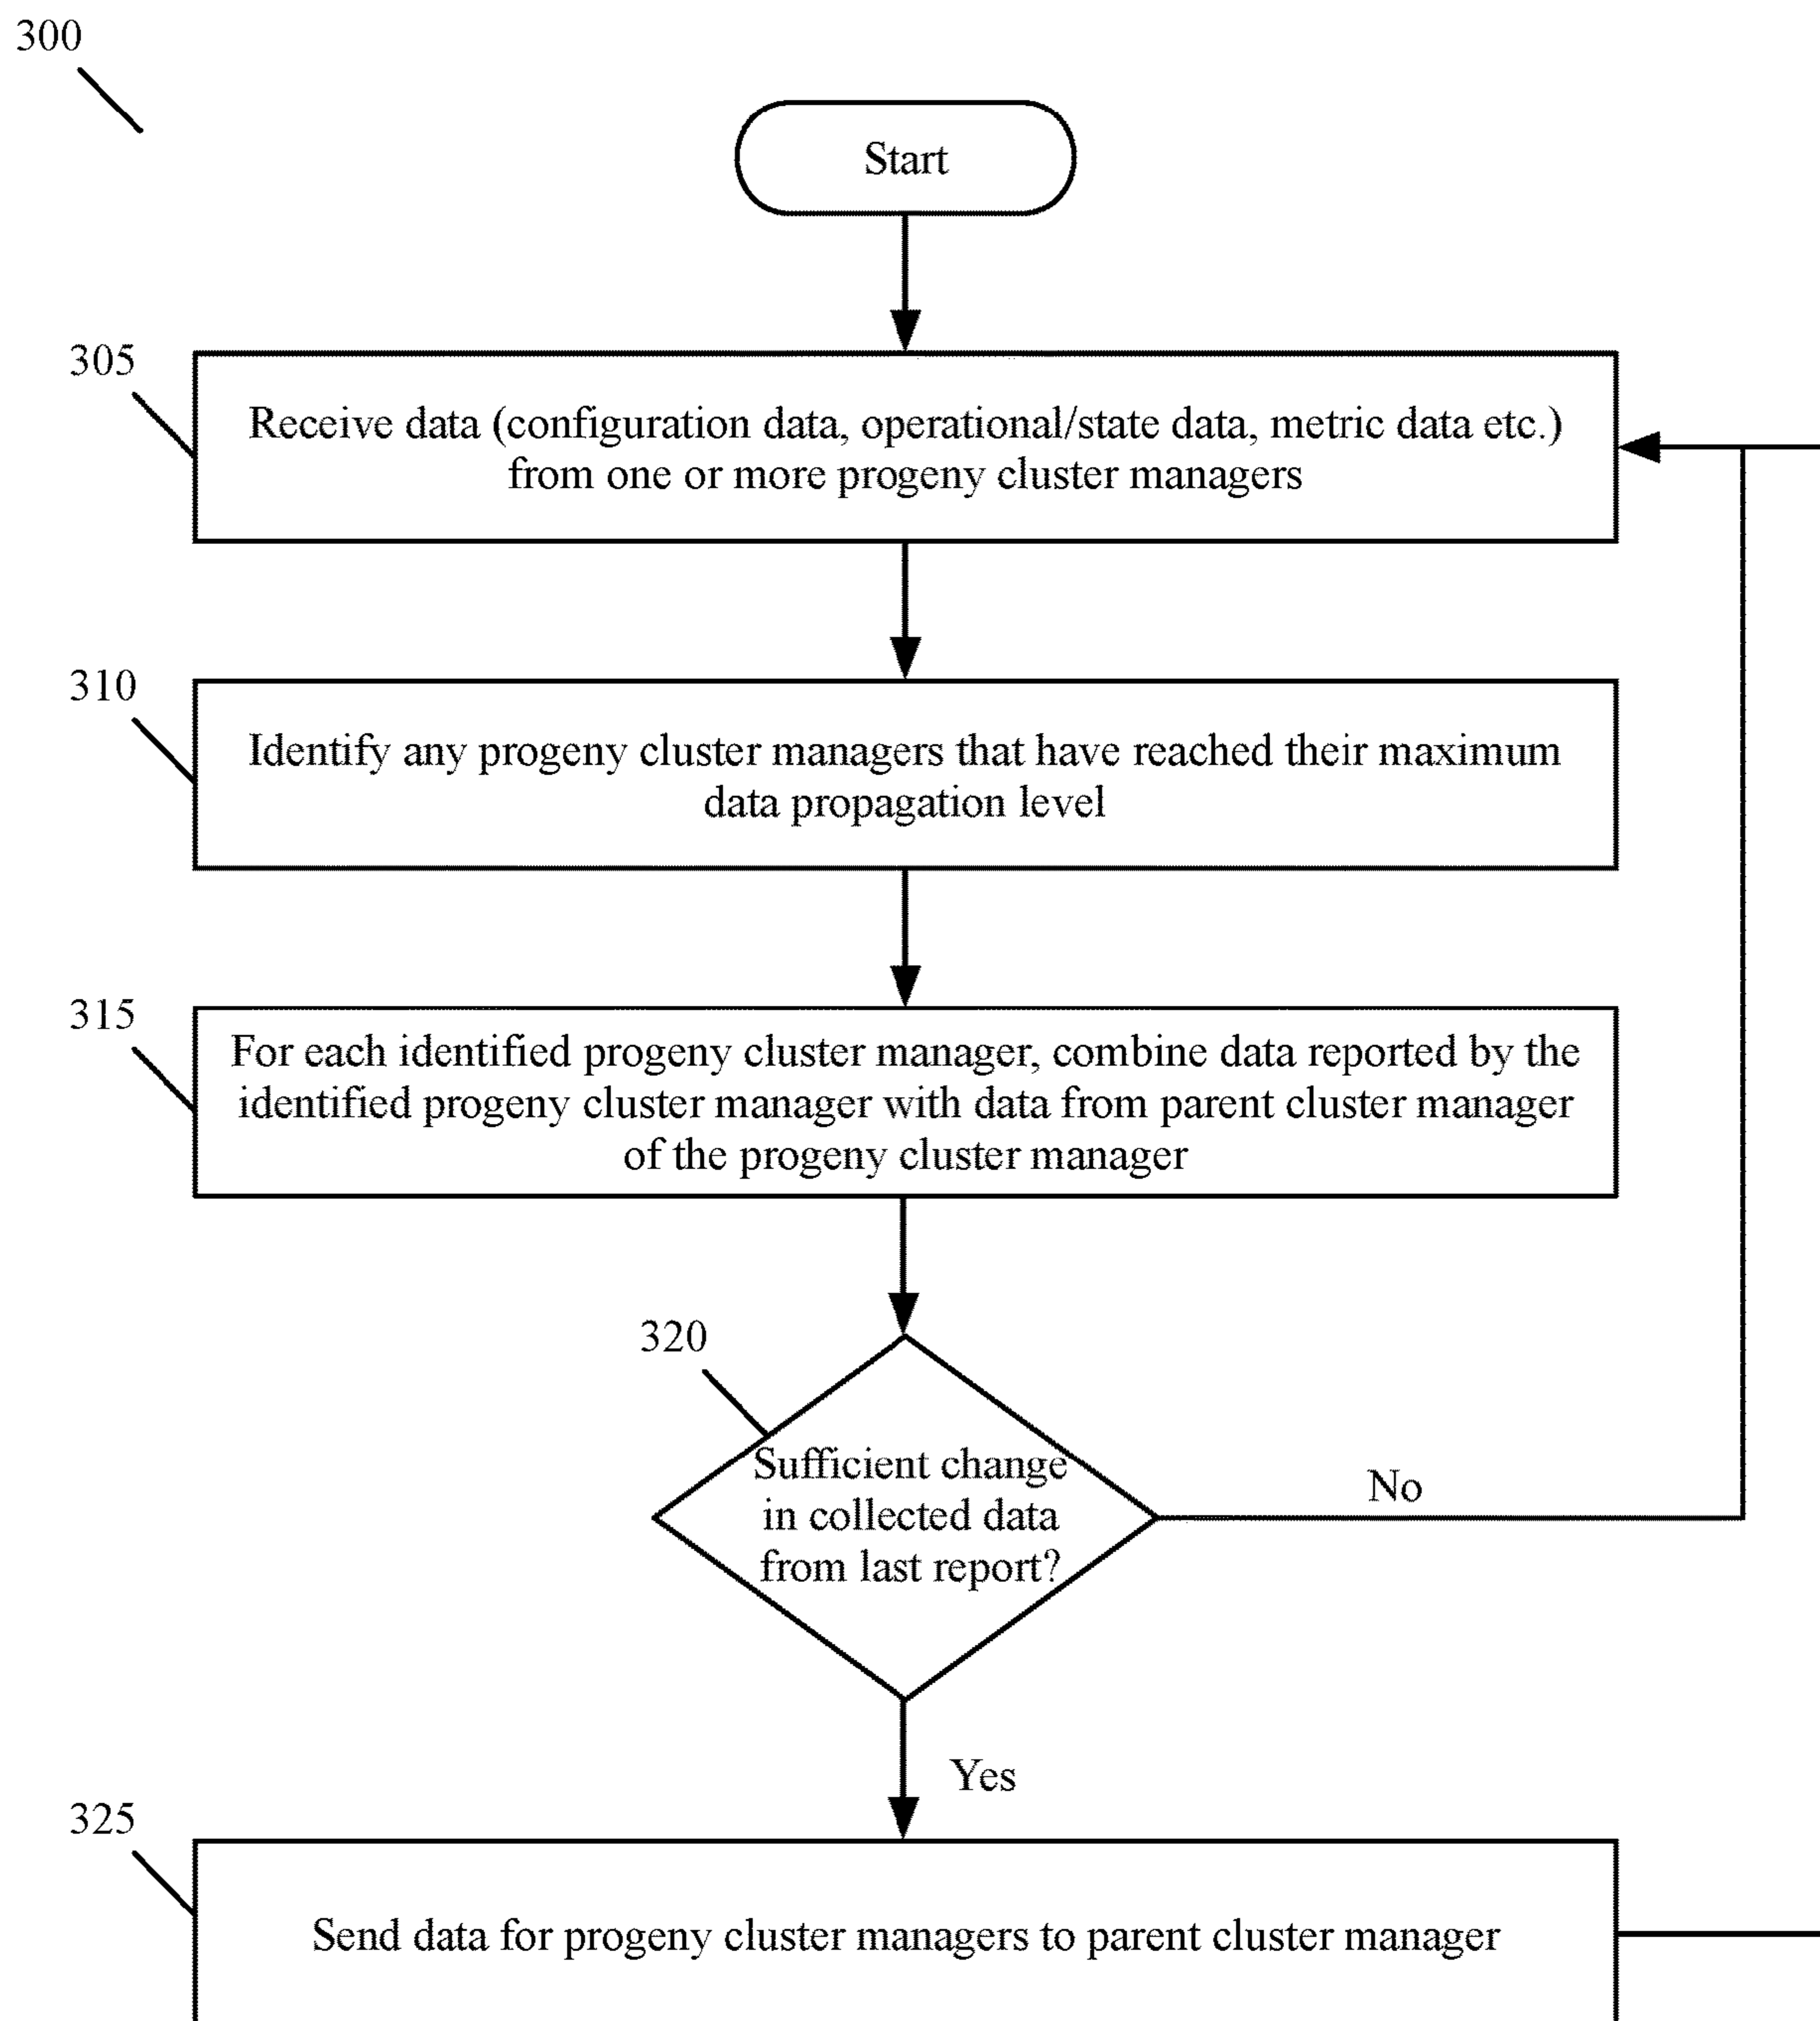 300
Start
305
Receive data (configuration data, operational/state data, metric data etc.)
from one or more progeny cluster managers
310
Identify any progeny cluster managers that have reached their maximum
data propagation level
315
For each identified progeny cluster manager, combine data reported by the
identified progeny cluster manager with data from parent cluster manager
of the progeny cluster manager
320
Sufficient change
in collected data
from last report?
No
Yes
325
Send data for progeny cluster managers to parent cluster manager